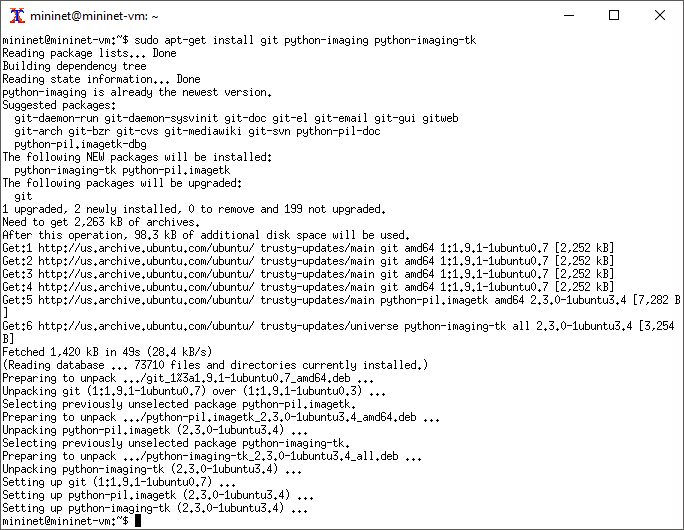 mininet@mininet-vm: ~
mininet@mininet-vm:~$ sudo apt-get install git python-imaging python-imaging-tk
Reading package lists... Done
Building dependency tree
Reading state information... Done
python-imaging is already the newest version.
Suggested packages:
  git-daemon-run git-daemon-sysvinit git-doc git-el git-email git-gui gitweb
  git-arch git-bzr git-cvs git-mediawiki git-svn python-pil-doc
  python-pil.imagetk-dbg
The following NEW packages will be installed:
  python-imaging-tk python-pil.imagetk
The following packages will be upgraded:
  git
1 upgraded, 2 newly installed, 0 to remove and 199 not upgraded.
Need to get 2,263 kB of archives.
After this operation, 98.3 kB of additional disk space will be used.
Get:1 http://us.archive.ubuntu.com/ubuntu/ trusty-updates/main git amd64 1:1.9.1-1ubuntu0.7 [2,252 kB]
Get:2 http://us.archive.ubuntu.com/ubuntu/ trusty-updates/main git amd64 1:1.9.1-1ubuntu0.7 [2,252 kB]
Get:3 http://us.archive.ubuntu.com/ubuntu/ trusty-updates/main git amd64 1:1.9.1-1ubuntu0.7 [2,252 kB]
Get:4 http://us.archive.ubuntu.com/ubuntu/ trusty-updates/main git amd64 1:1.9.1-1ubuntu0.7 [2,252 kB]
Get:5 http://us.archive.ubuntu.com/ubuntu/ trusty-updates/main python-pil.imagetk amd64 2.3.0-1ubuntu3.4 [7,282 B
]
Get:6 http://us.archive.ubuntu.com/ubuntu/ trusty-updates/universe python-imaging-tk all 2.3.0-1ubuntu3.4 [3,254
B]
Fetched 1,420 kB in 49s (28.4 kB/s)
(Reading database ... 73710 files and directories currently installed.)
Preparing to unpack .../git_1%3a1.9.1-1ubuntu0.7_amd64.deb ...
Unpacking git (1:1.9.1-1ubuntu0.7) over (1:1.9.1-1ubuntu0.3) ...
Selecting previously unselected package python-pil.imagetk.
Preparing to unpack .../python-pil.imagetk_2.3.0-1ubuntu3.4_amd64.deb ...
Unpacking python-pil.imagetk (2.3.0-1ubuntu3.4) ...
Selecting previously unselected package python-imaging-tk.
Preparing to unpack .../python-imaging-tk_2.3.0-1ubuntu3.4_all.deb ...
Unpacking python-imaging-tk (2.3.0-1ubuntu3.4) ...
Setting up git (1:1.9.1-1ubuntu0.7) ...
Setting up python-pil.imagetk (2.3.0-1ubuntu3.4) ...
Setting up python-imaging-tk (2.3.0-1ubuntu3.4) ...
mininet@mininet-vm:~$